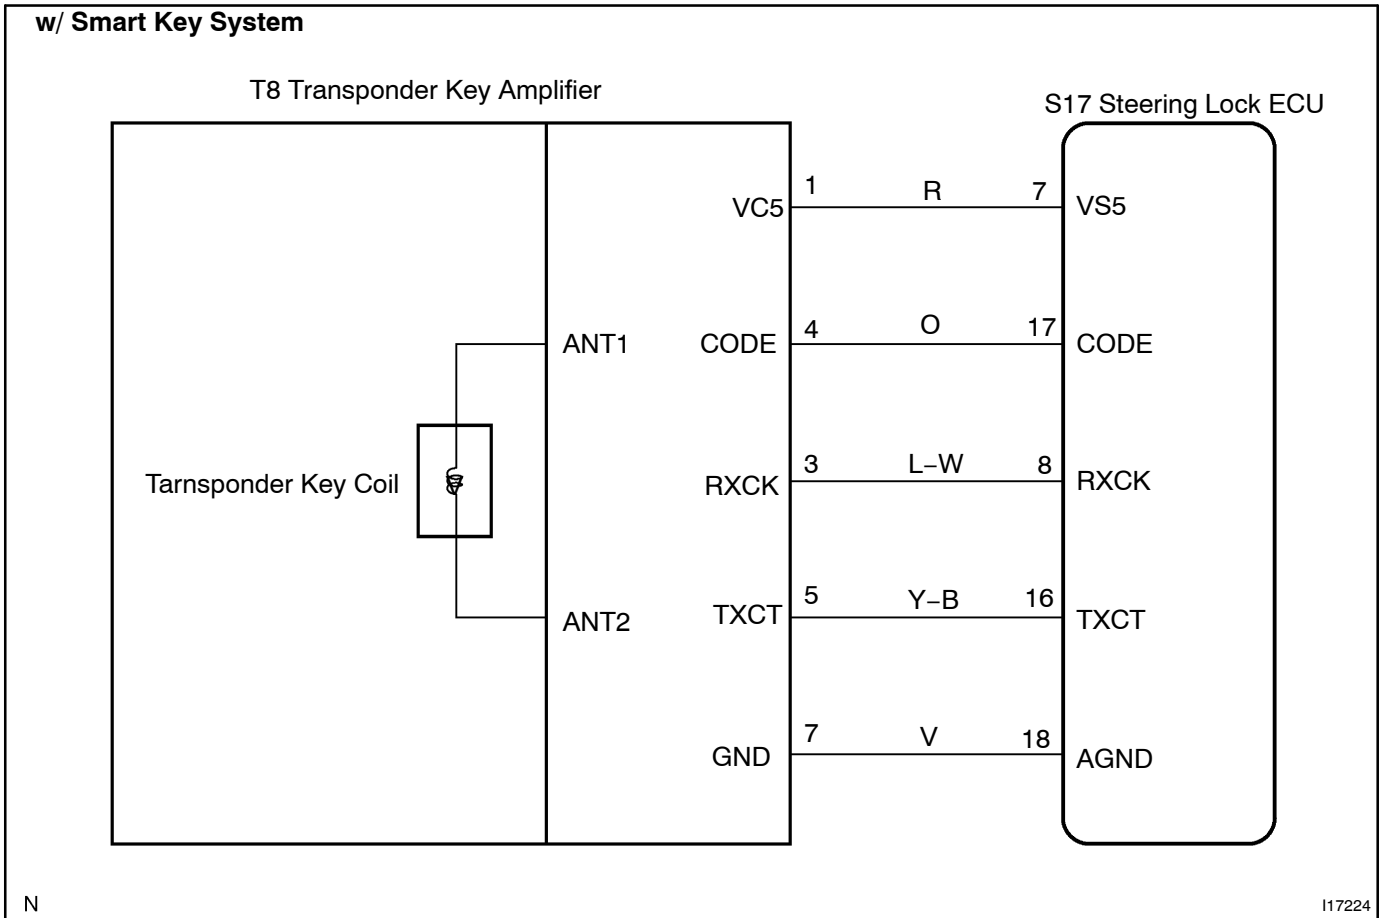 w/ Smart Key System
T8 Transponder Key Amplifier
S17 Steering Lock ECU
VC5 1 R 7 VS5
ANT1 CODE 4 O 17 CODE
Tarnsponder Key Coil RXCK 3 L−W 8 RXCK
ANT2 TXCT 5 Y−B 16 TXCT
GND 7 V 18 AGND
N I17224